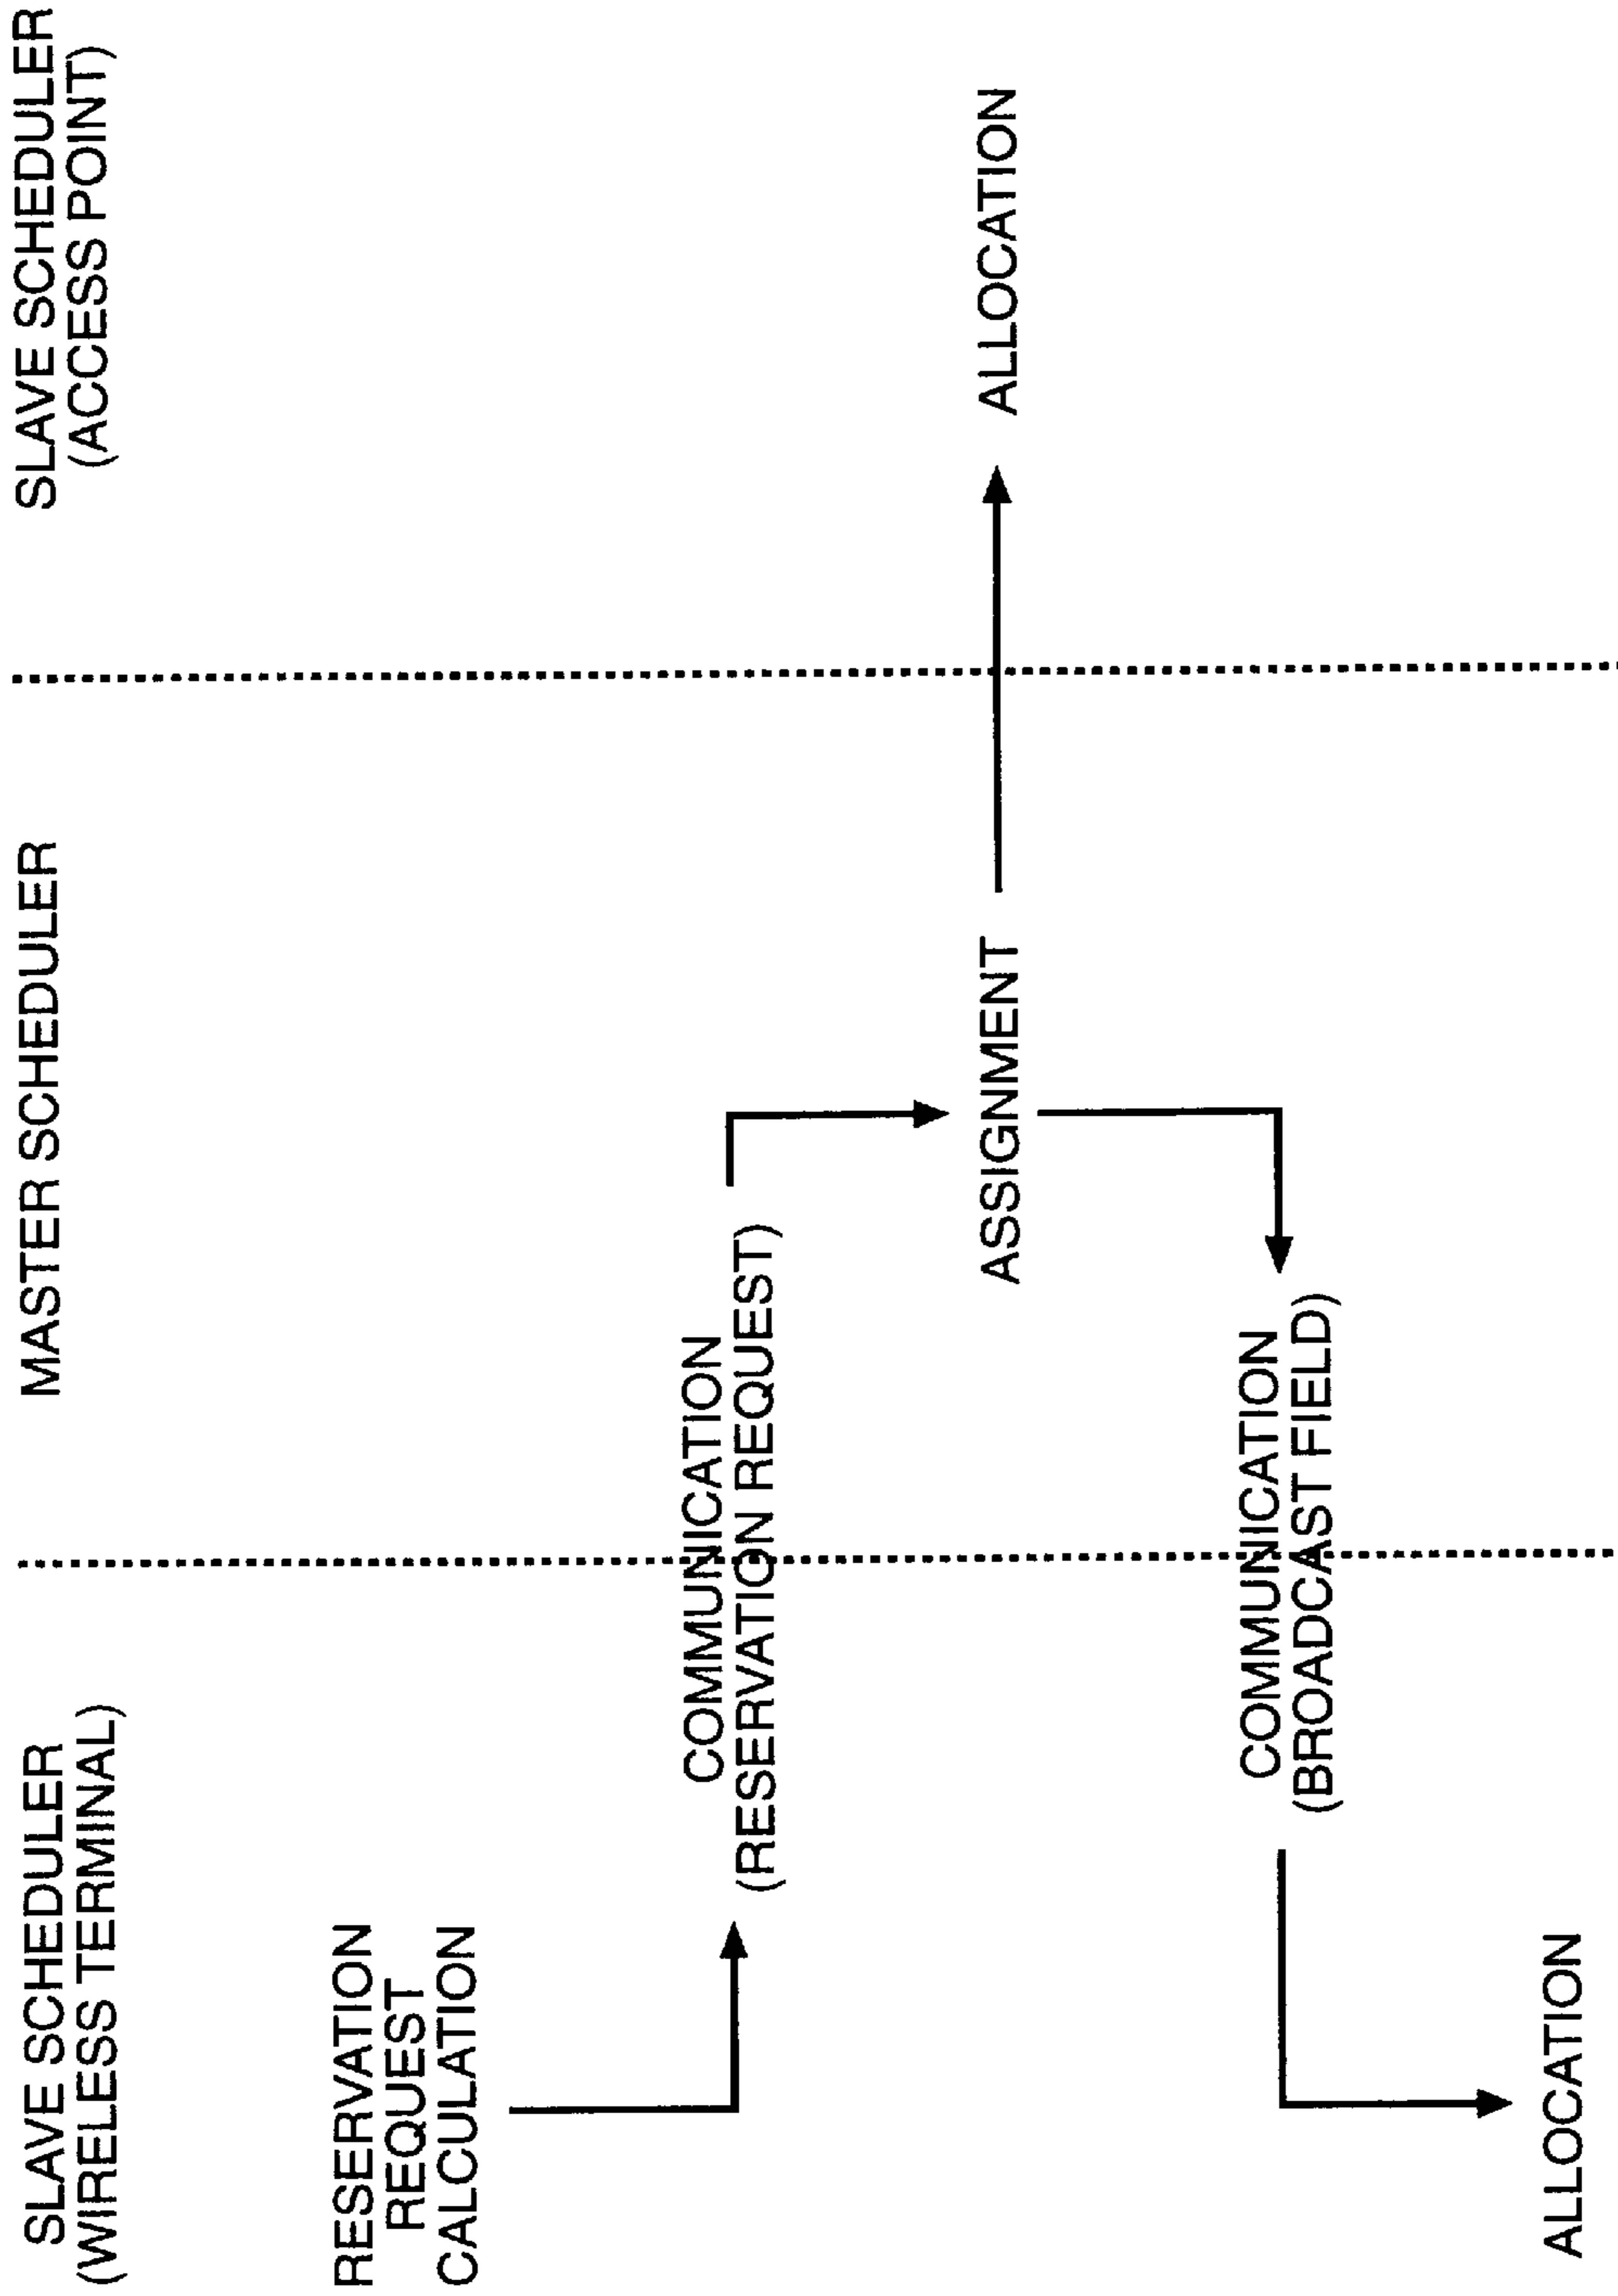 SLAVE SCHEDULER
(WIRELESS TERMINAL)
MASTER SCHEDULER
SLAVE SCHEDULER
(ACCESS POINT)
RESERVATION
REQUEST
CALCULATION
COMMUNICATION
(RESERVATION REQUEST)
ASSIGNMENT
ALLOCATION
COMMUNICATION
(BROADCAST FIELD)
ALLOCATION